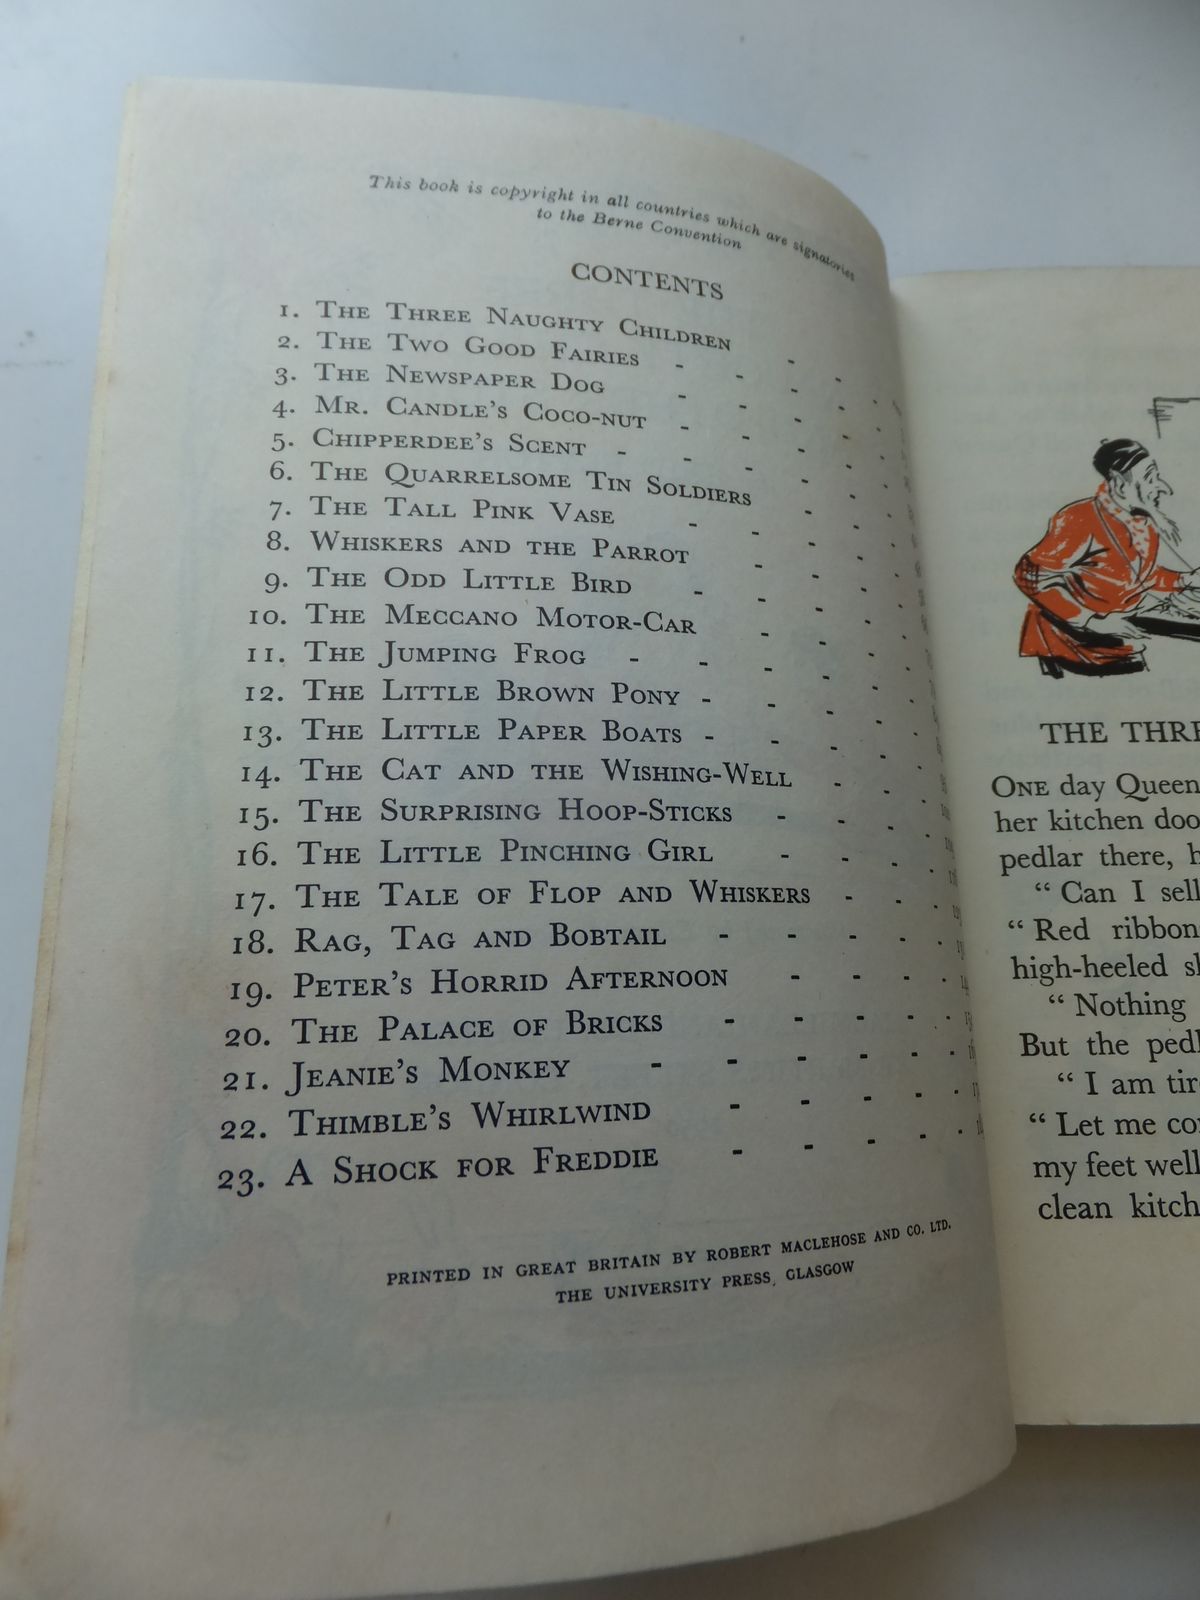 This book is copyright in all countries which are signatories
to the Berne Convention
CONTENTS
1. THE THREE NAUGHTY CHILDREN - -
2. THE TWO GOOD FAIRIES - - - -
3. THE NEWSPAPER DOG - - - -
4. MR. CANDLE'S COCO-NUT - - - -
5. CHIPPERDEE'S SCENT - - - - -
6. THE QUARRELSOME TIN SOLDIERS - - -
7. THE TALL PINK VASE - - - -
8. WHISKERS AND THE PARROT - - -
9. THE ODD LITTLE BIRD - - - -
10. THE MECCANO MOTOR-CAR - - -
11. THE JUMPING FROG - - - - -
12. THE LITTLE BROWN PONY - - - -
13. THE LITTLE PAPER BOATS - - - -
14. THE CAT AND THE WISHING-WELL - - -
15. THE SURPRISING HOOP-STICKS - - -
16. THE LITTLE PINCHING GIRL - - -
17. THE TALE OF FLOP AND WHISKERS - - -
18. RAG, TAG AND BOBTAIL - - - -
19. PETER'S HORRID AFTERNOON - - -
20. THE PALACE OF BRICKS - - - -
21. JEANIE'S MONKEY - - - - -
22. THIMBLE'S WHIRLWIND - - - -
23. A SHOCK FOR FREDDIE - - - -
PRINTED IN GREAT BRITAIN BY ROBERT MACLEHOSE AND CO. LTD.
THE UNIVERSITY PRESS, GLASGOW
THE THRE
ONE day Queen
her kitchen doo
pedlar there, h
“ Can I sell
“ Red ribbon
high-heeled sl
“ Nothing
But the pedl
“ I am tir
“ Let me co
my feet well
clean kitch